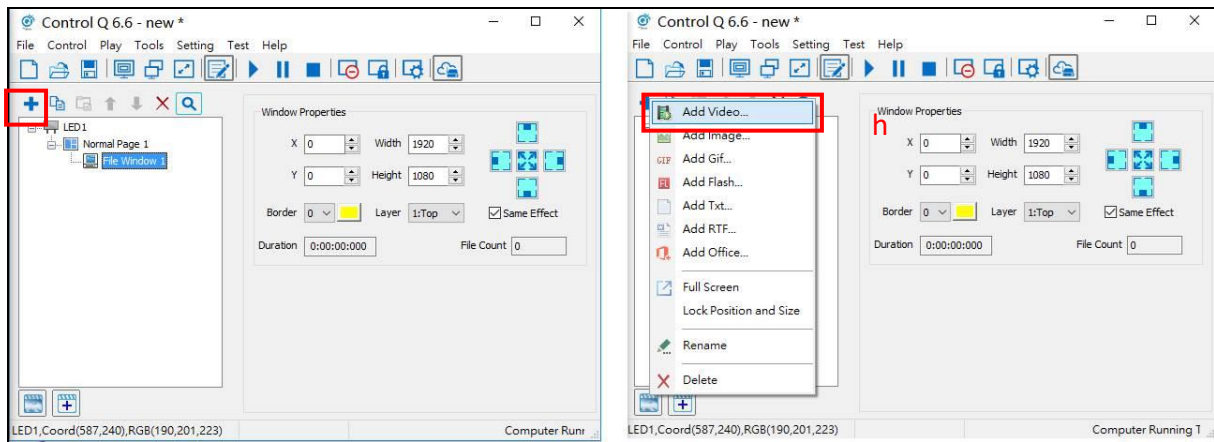 Control Q 6.6 - new *
File Control Play Tools Setting Test Help
LED1
Normal Page 1
File Window 1
Window Properties
X 0 Width 1920
Y 0 Height 1080
Border 0 Layer 1:Top Same Effect
Duration 0:00:00:000 File Count 0
LED1,Coord(587,240),RGB(190,201,223) Computer Runr
Control Q 6.6 - new *
File Control Play Tools Setting Test Help
Add Video...
Add Image...
GIF Add Gif...
Add Flash...
Add Txt...
Add RTF...
Add Office...
Full Screen
Lock Position and Size
Rename
Delete
Window Properties
h
X 0 Width 1920
Y 0 Height 1080
Border 0 Layer 1:Top Same Effect
Duration 0:00:00:000 File Count 0
LED1,Coord(587,240),RGB(190,201,223) Computer Running T